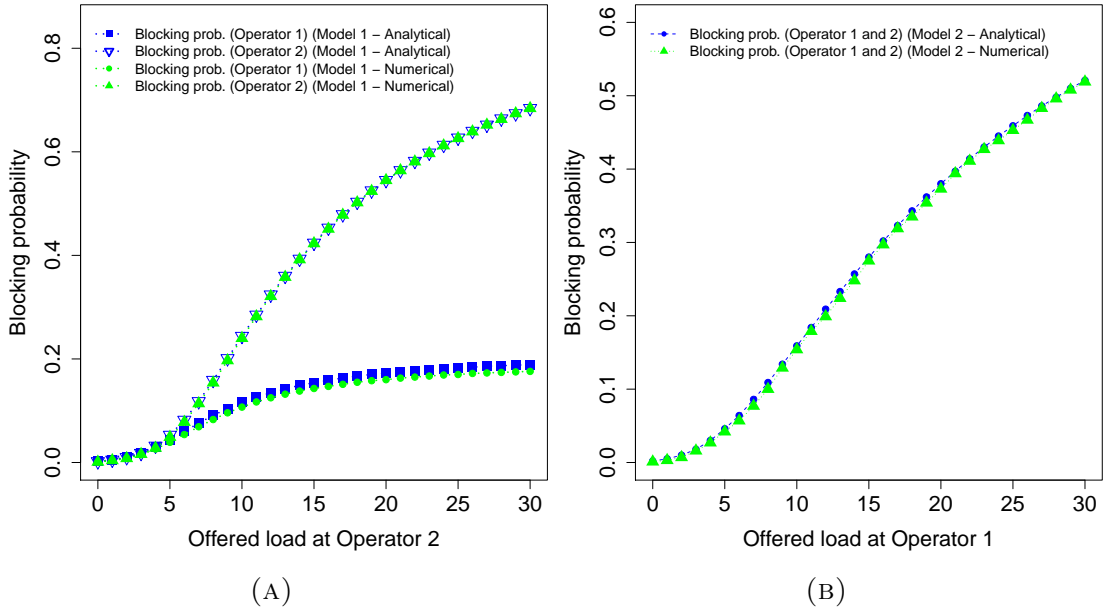 Blocking prob. (Operator 1) (Model 1 − Analytical)
Blocking prob. (Operator 2) (Model 1 − Analytical)
Blocking prob. (Operator 1) (Model 1 − Numerical)
Blocking prob. (Operator 2) (Model 1 − Numerical)
Blocking probability
0.8
0.6
0.4
0.2
0.0
0 5 10 15 20 25 30
Offered load at Operator 2
(A)
Blocking prob. (Operator 1 and 2) (Model 2 − Analytical)
Blocking prob. (Operator 1 and 2) (Model 2 − Numerical)
Blocking probability
0.6
0.5
0.4
0.3
0.2
0.1
0.0
0 5 10 15 20 25 30
Offered load at Operator 1
(B)